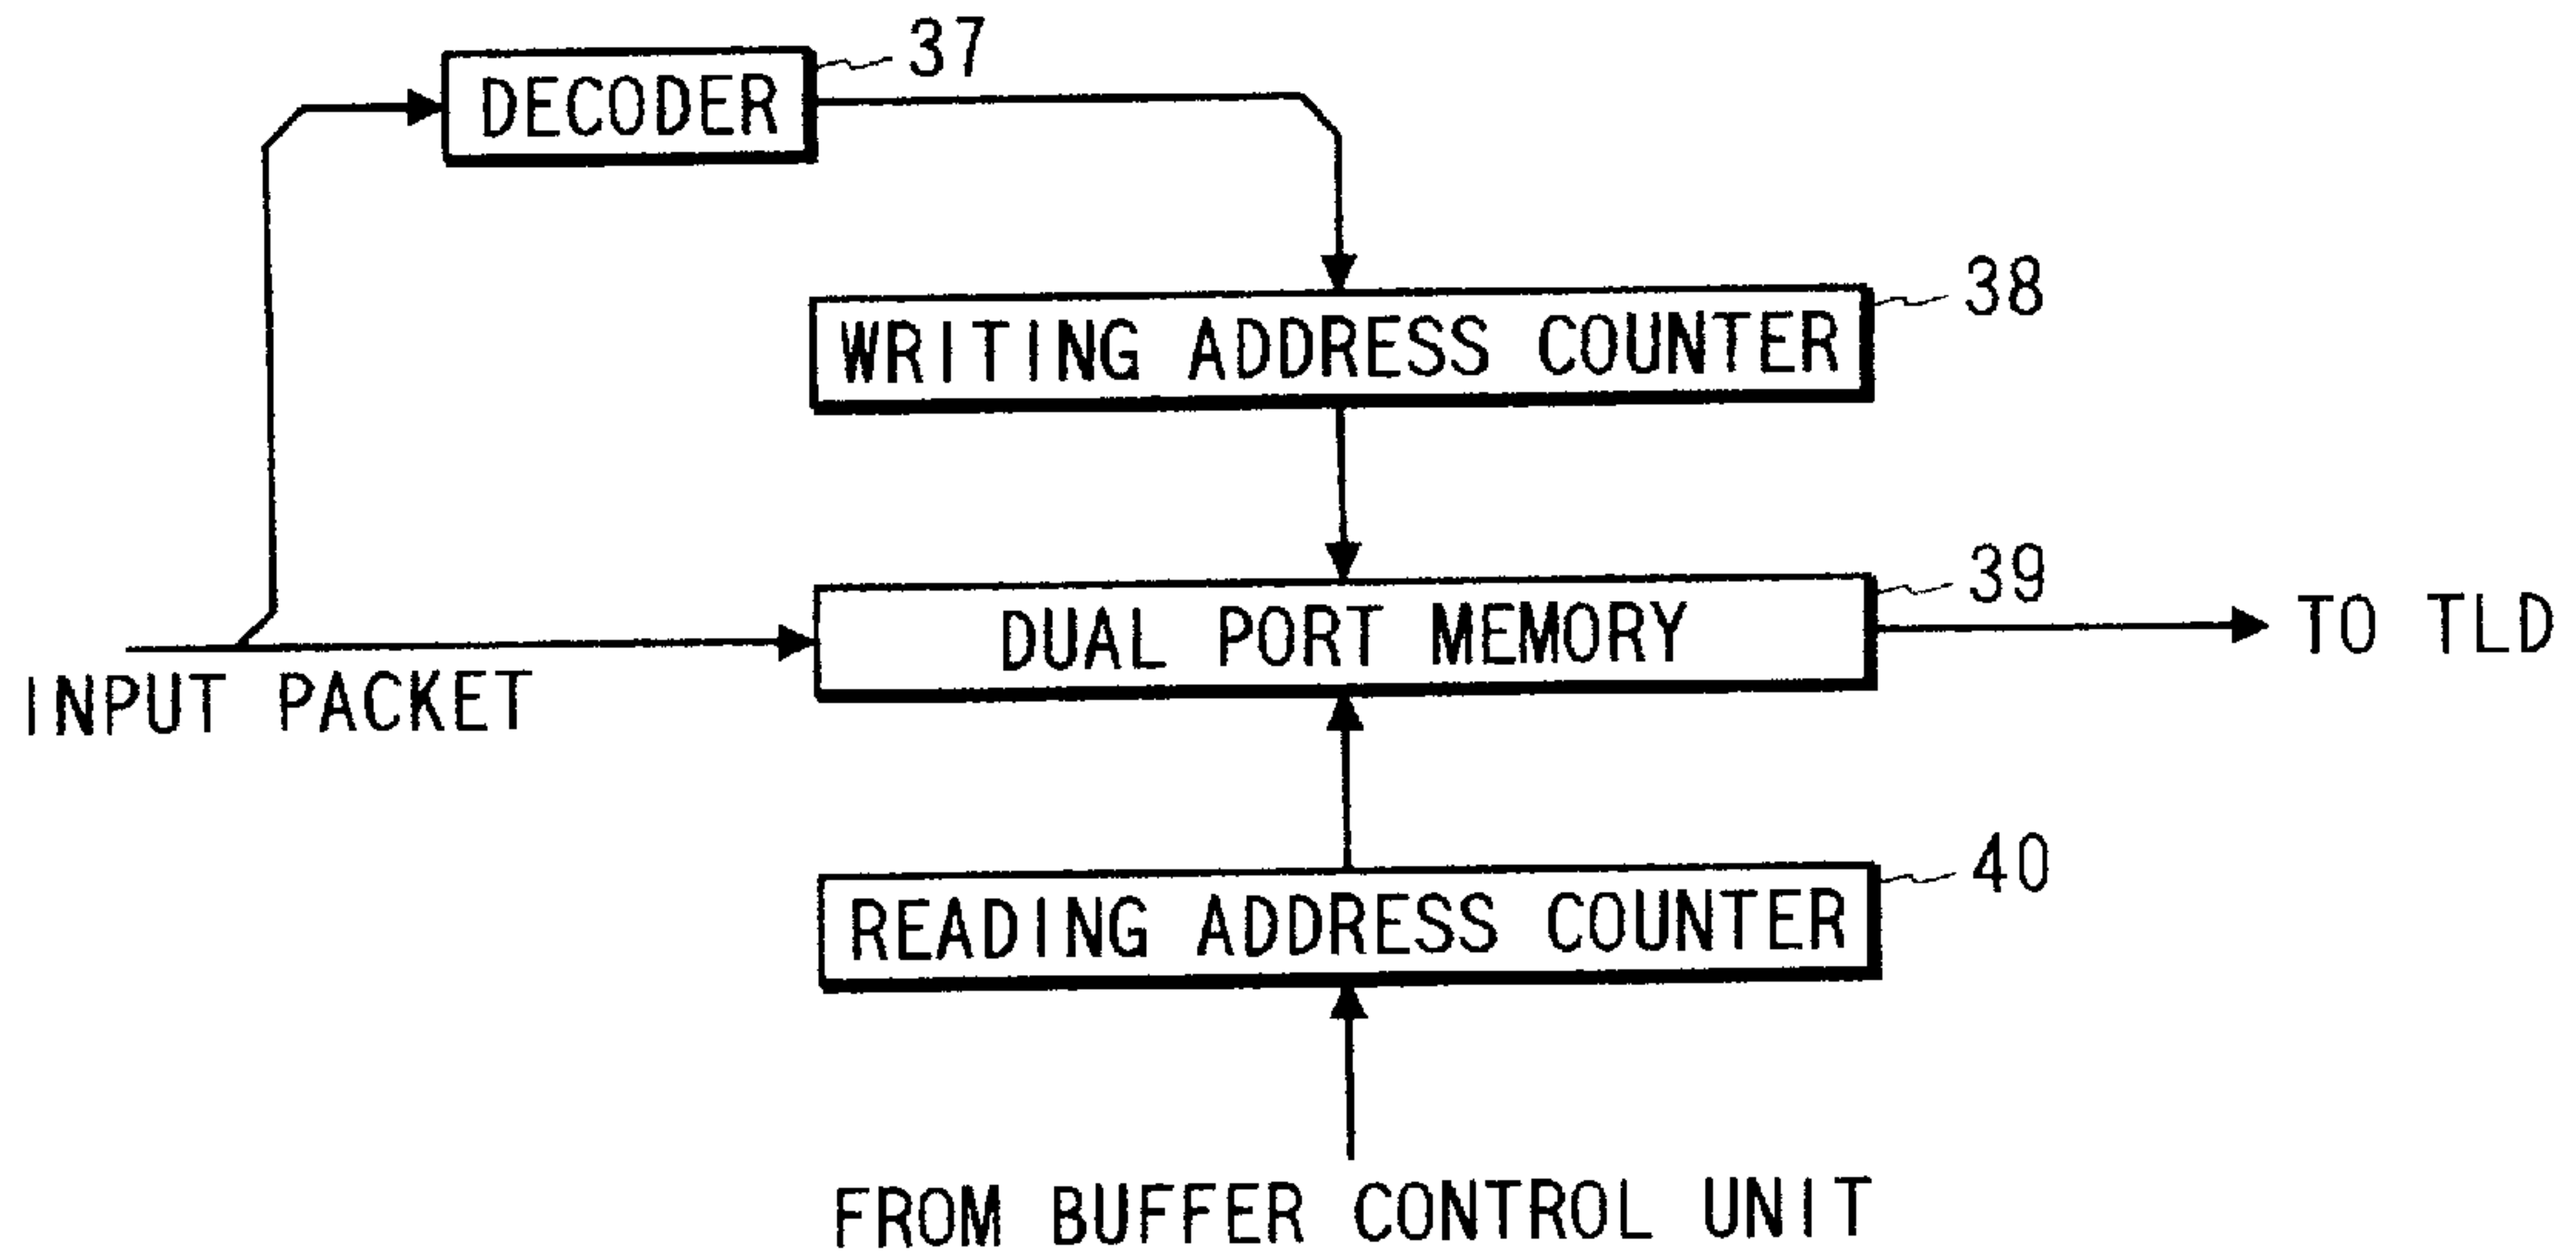 37
DECODER
38
WRITING ADDRESS COUNTER
39
DUAL PORT MEMORY
TO TLD
INPUT PACKET
40
READING ADDRESS COUNTER
FROM BUFFER CONTROL UNIT